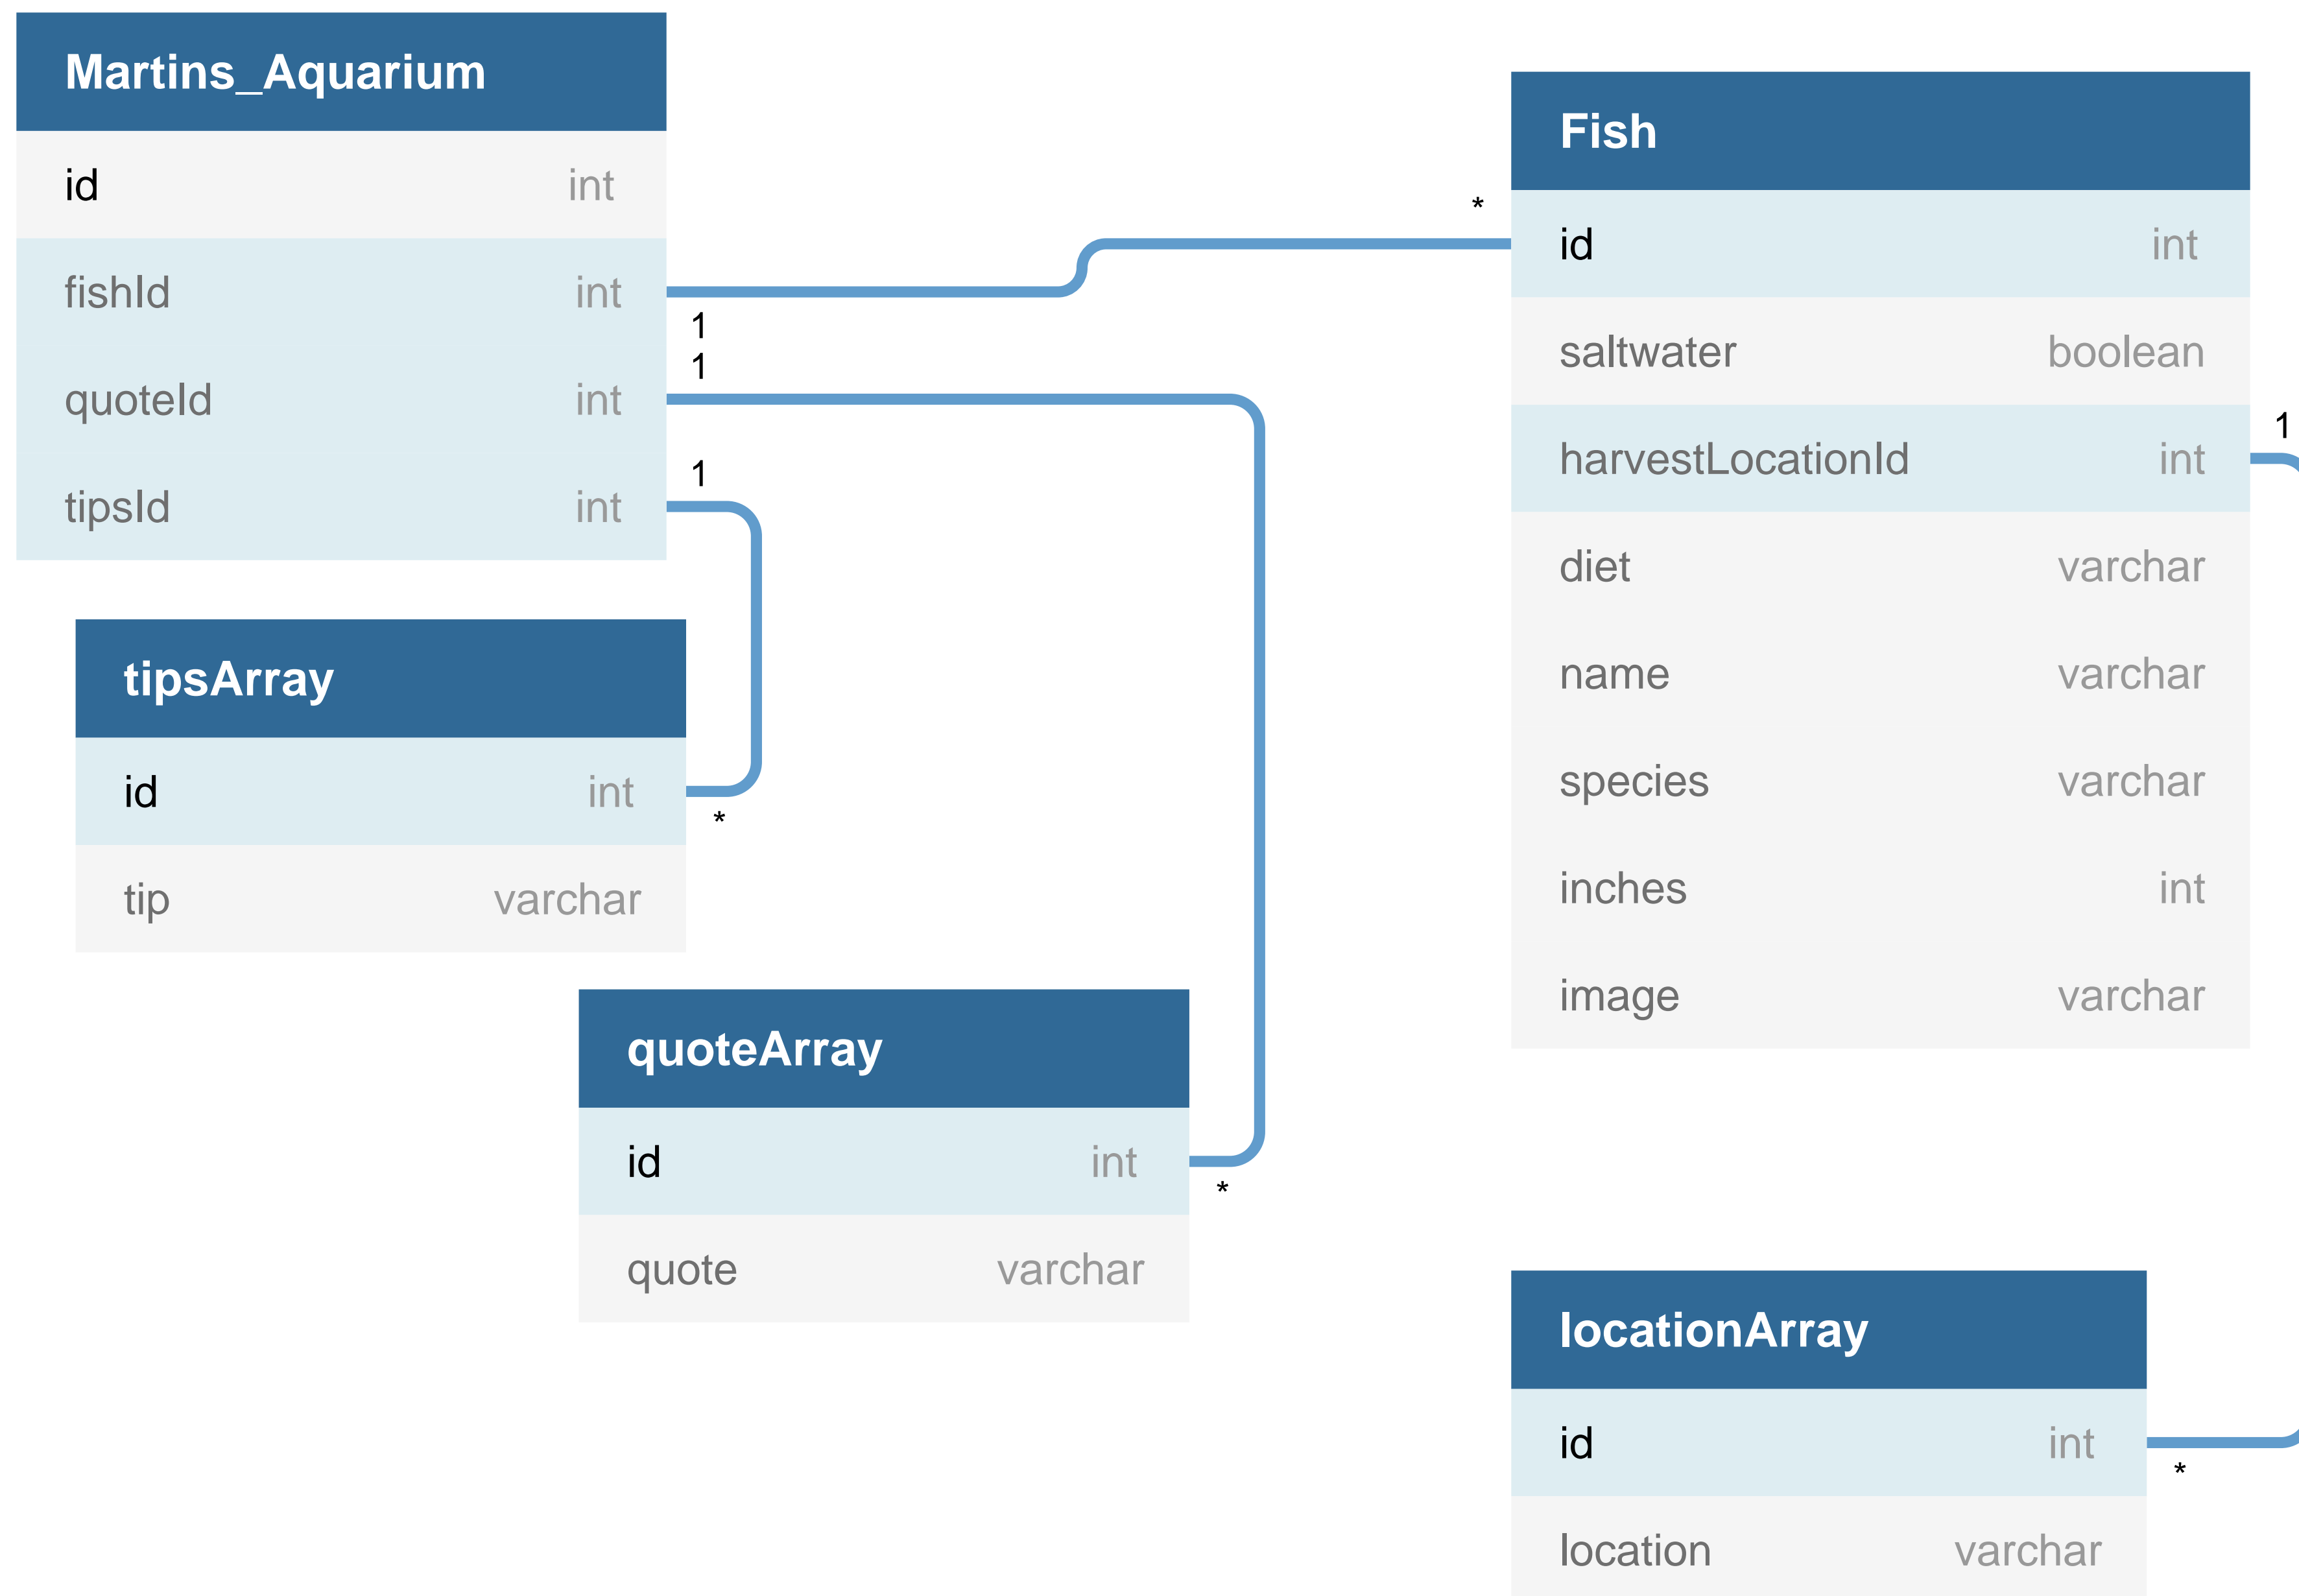 Martins_Aquarium
id int
fishId int
1
quoteId int
1
tipsId int
1
tipsArray
id int
*
tip varchar
quoteArray
id int
*
quote varchar
Fish
*
id int
saltwater boolean
harvestLocationId int
1
diet varchar
name varchar
species varchar
inches int
image varchar
locationArray
id int
*
location varchar